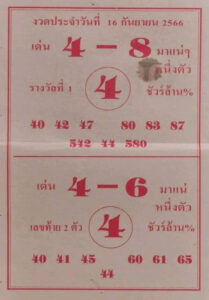 งวดประจำวันที่ 16 กันยายน 2566
เด่น 4 – 8 มาแน่ๆ
หนึ่งตัว
รางวัลที่ 1 4 ชัวร์ล้าน%
40 42 47 80 83 87
542 44 580
เด่น 4 – 6 มาแน่
หนึ่งตัว
เลขท้าย 2 ตัว 4 ชัวร์ล้าน%
40 41 45 60 61 65
44